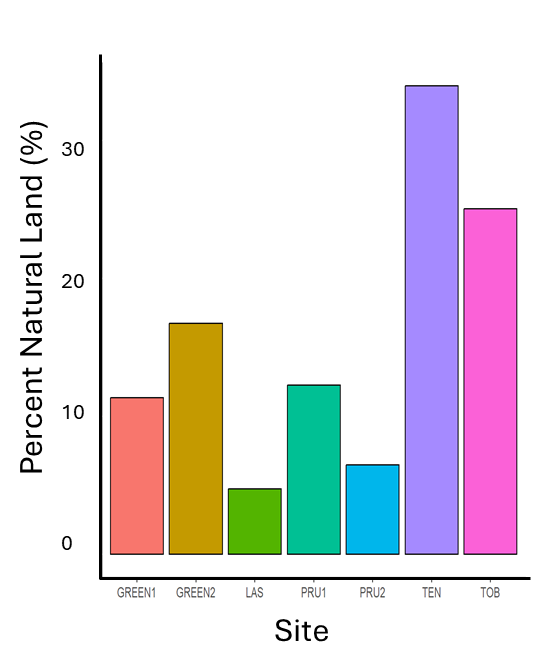 Percent Natural Land (%)
30
20
10
0
GREEN1 GREEN2 LAS PRU1 PRU2 TEN TOB
Site